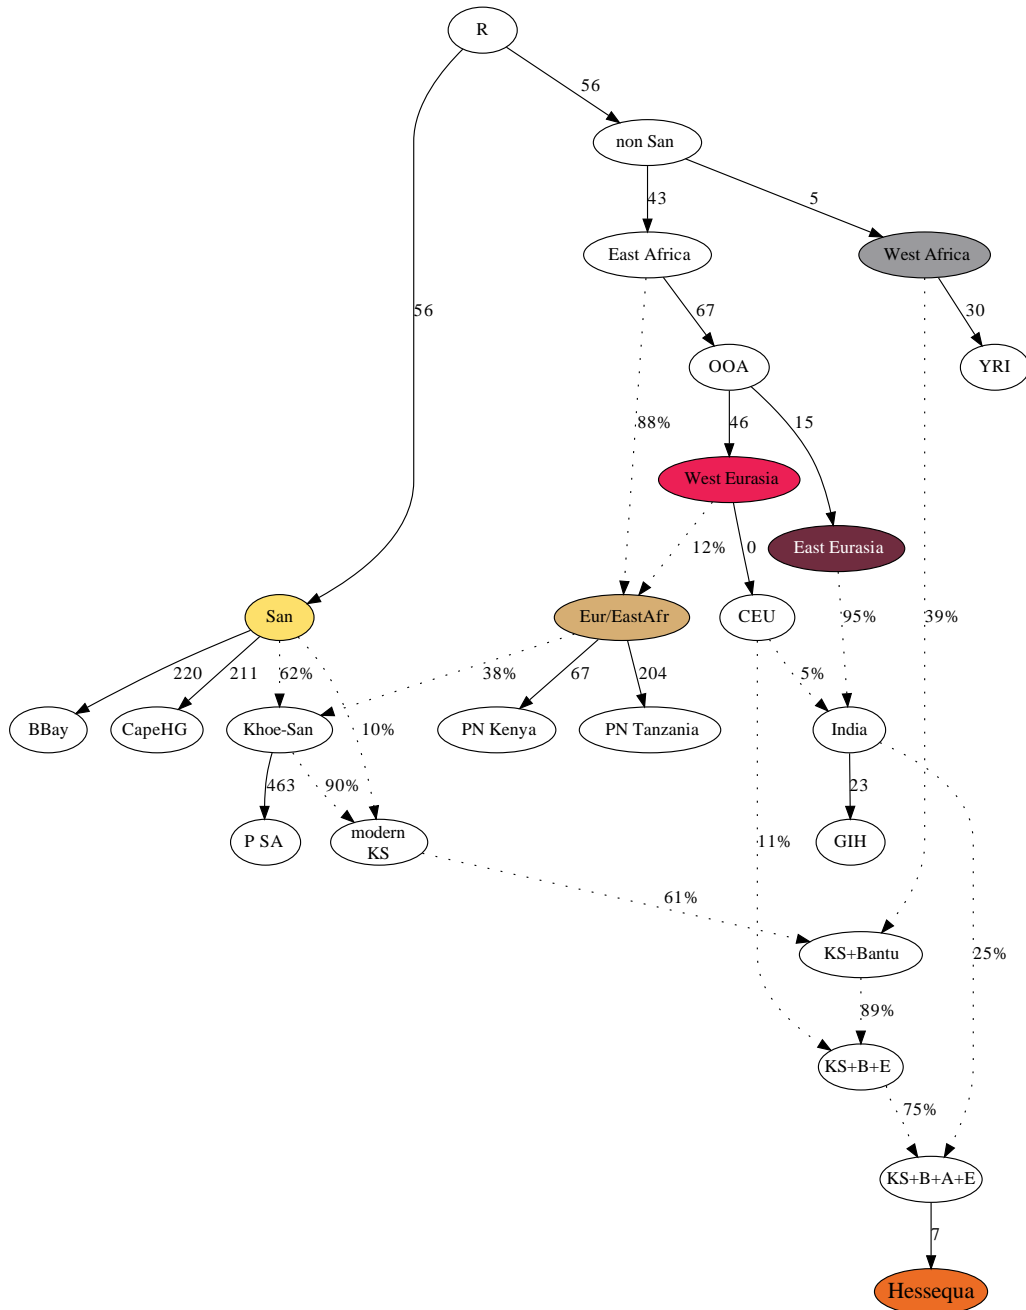 R
56
non San
43
5
East Africa
West Africa
56
67
30
OOA
YRI
88%
46
15
West Eurasia
12%
0
East Eurasia
San
Eur/EastAfr
CEU
95%
39%
220
211
62%
38%
67
204
5%
BBay
CapeHG
Khoe-San
10%
PN Kenya
PN Tanzania
India
463
90%
23
P SA
modern
KS
11%
GIH
61%
KS+Bantu
25%
89%
KS+B+E
75%
KS+B+A+E
7
Hessequa